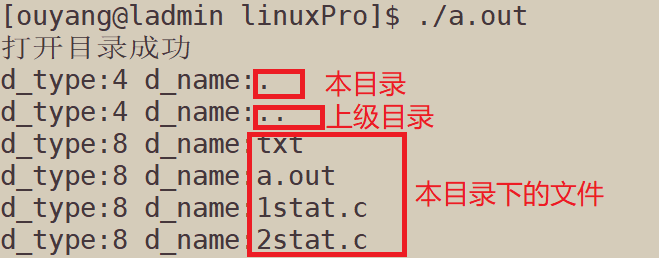 [ouyang@ladmin linuxPro]$ ./a.out
打开目录成功
d_type:4 d_name:. 本目录
d_type:4 d_name:.. 上级目录
d_type:8 d_name:txt
d_type:8 d_name:a.out
d_type:8 d_name:1stat.c 本目录下的文件
d_type:8 d_name:2stat.c